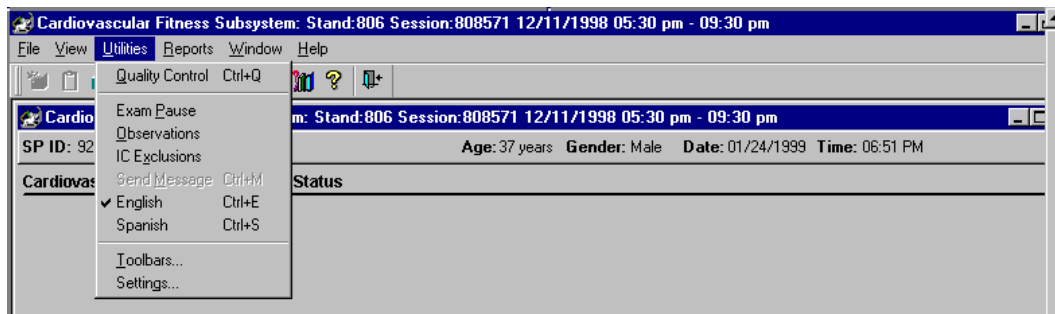 Cardiovascular Fitness Subsystem: Stand:806 Session:808571 12/11/1998 05:30 pm - 09:30 pm
File View Utilities Reports Window Help
Quality Control Ctrl+Q
Exam Pause
Cardio m: Stand:806 Session:808571 12/11/1998 05:30 pm - 09:30 pm
Observations
SP ID: 92 Age: 37 years Gender: Male Date: 01/24/1999 Time: 06:51 PM
IC Exclusions
Send Message Ctrl+M
Cardiovas Status
English Ctrl+E
Spanish Ctrl+S
Toolbars...
Settings...